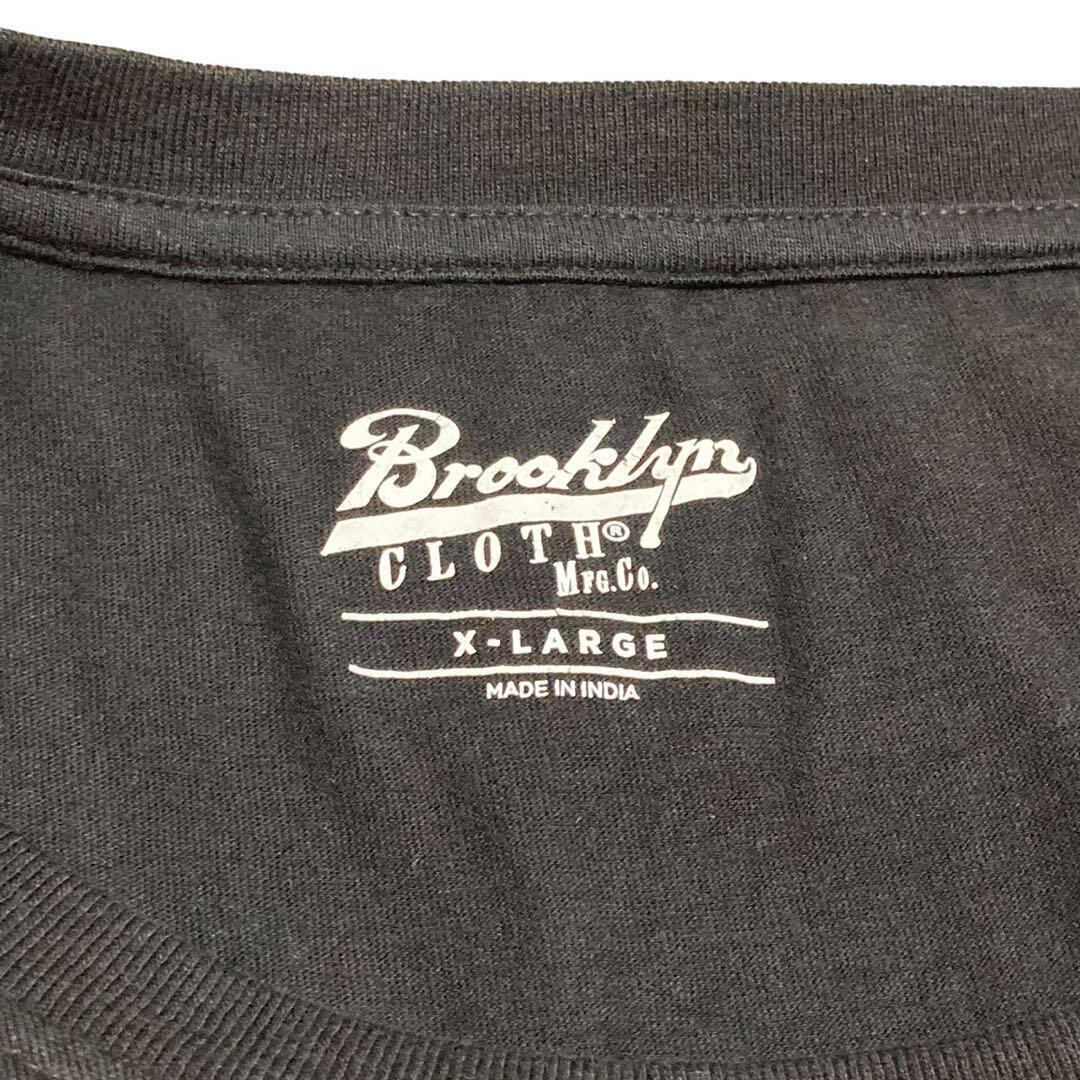 Brooklyn
CLOTH®
MFG.CO.
X-LARGE
MADE IN INDIA